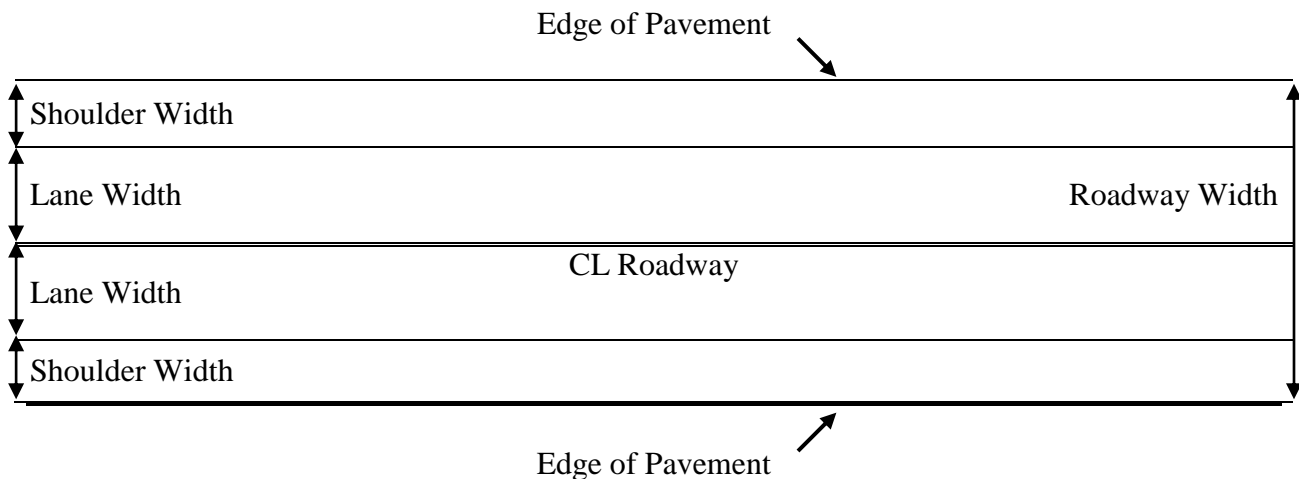 Edge of Pavement
Shoulder Width
Lane Width
Roadway Width
CL Roadway
Lane Width
Shoulder Width
Edge of Pavement